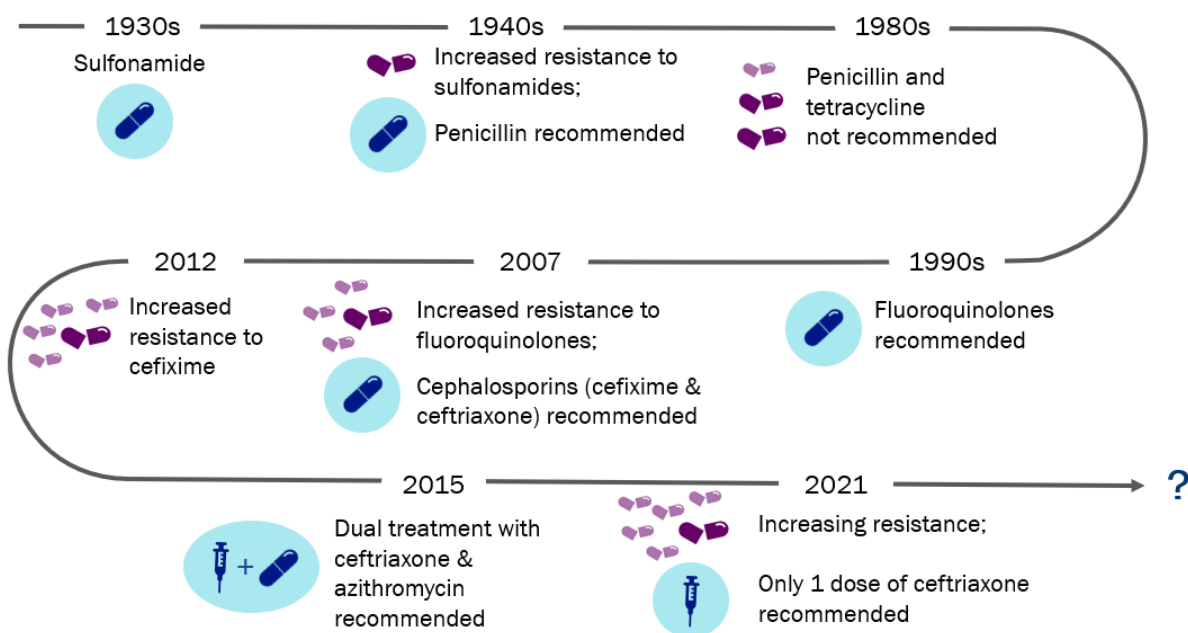 1930s
Sulfonamide
1940s
Increased resistance to
sulfonamides;
Penicillin recommended
1980s
Penicillin and
tetracycline
not recommended
1990s
Fluoroquinolones
recommended
2007
Increased resistance to
fluoroquinolones;
Cephalosporins (cefixime &
ceftriaxone) recommended
2012
Increased
resistance to
cefixime
2015
+
Dual treatment with
ceftriaxone &
azithromycin
recommended
2021
Increasing resistance;
Only 1 dose of ceftriaxone
recommended
?